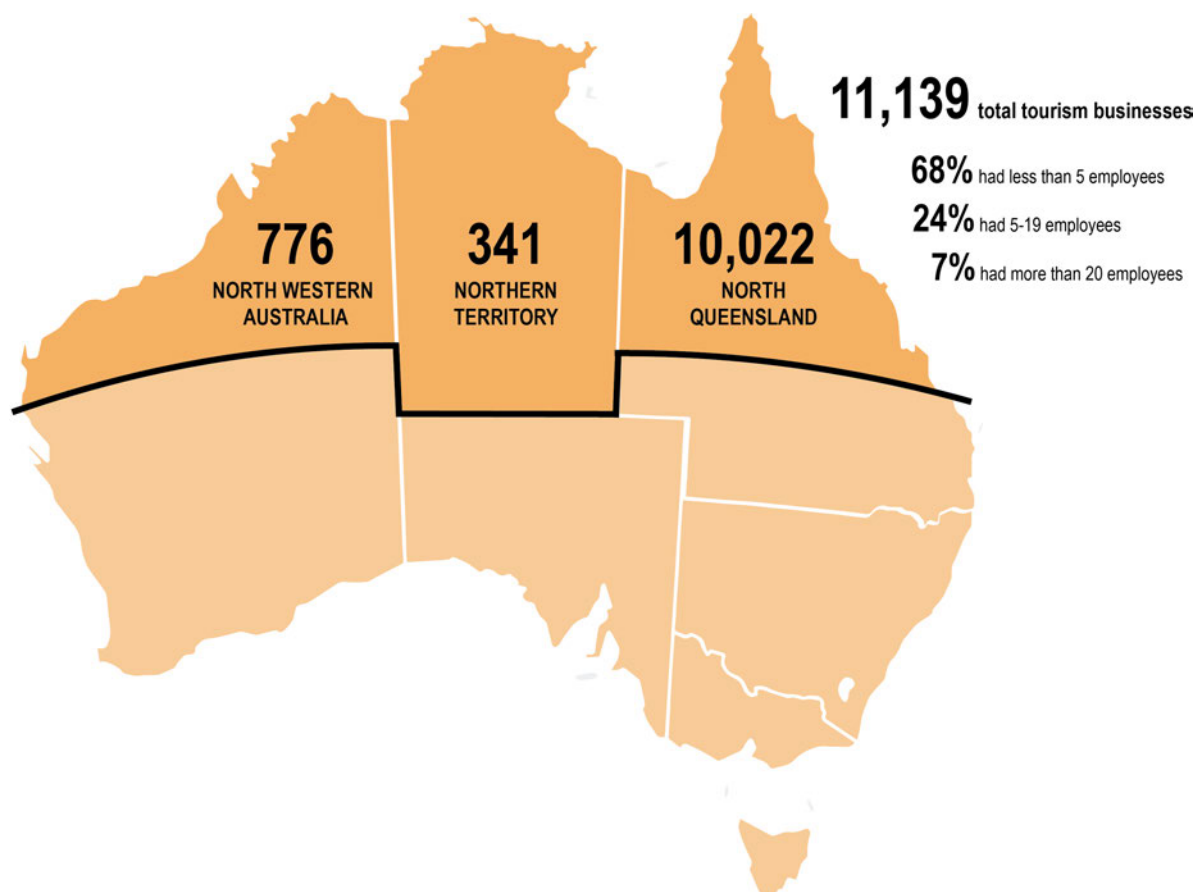 11,139 total tourism businesses
68% had less than 5 employees
24% had 5-19 employees
7% had more than 20 employees
776
NORTH WESTERN
AUSTRALIA
341
NORTHERN
TERRITORY
10,022
NORTH
QUEENSLAND